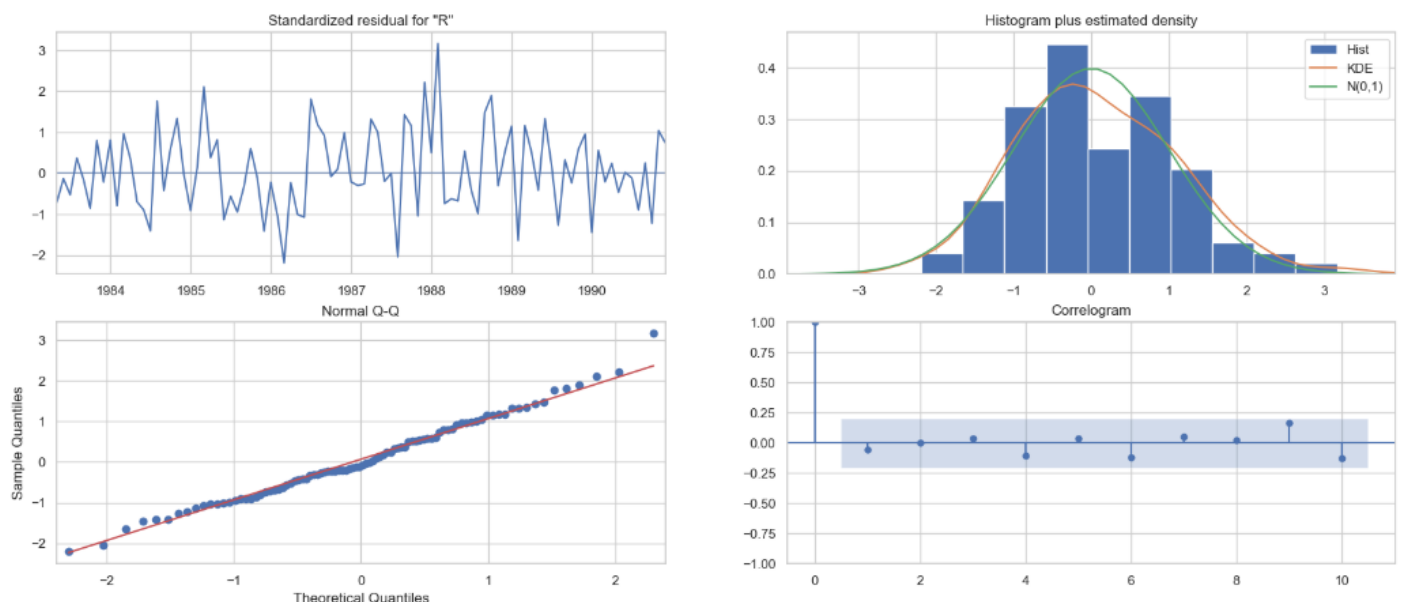 Standardized residual for "R"
3
2
1
0
−1
−2
1984 1985 1986 1987 1988 1989 1990
Histogram plus estimated density
Hist
KDE
N(0,1)
0.4
0.3
0.2
0.1
0.0
−3 −2 −1 0 1 2 3
Normal Q-Q
Sample Quantiles
3
2
1
0
−1
−2
−2 −1 0 1 2
Theoretical Quantiles
Correlogram
1.00
0.75
0.50
0.25
0.00
−0.25
−0.50
−0.75
−1.00
0 2 4 6 8 10